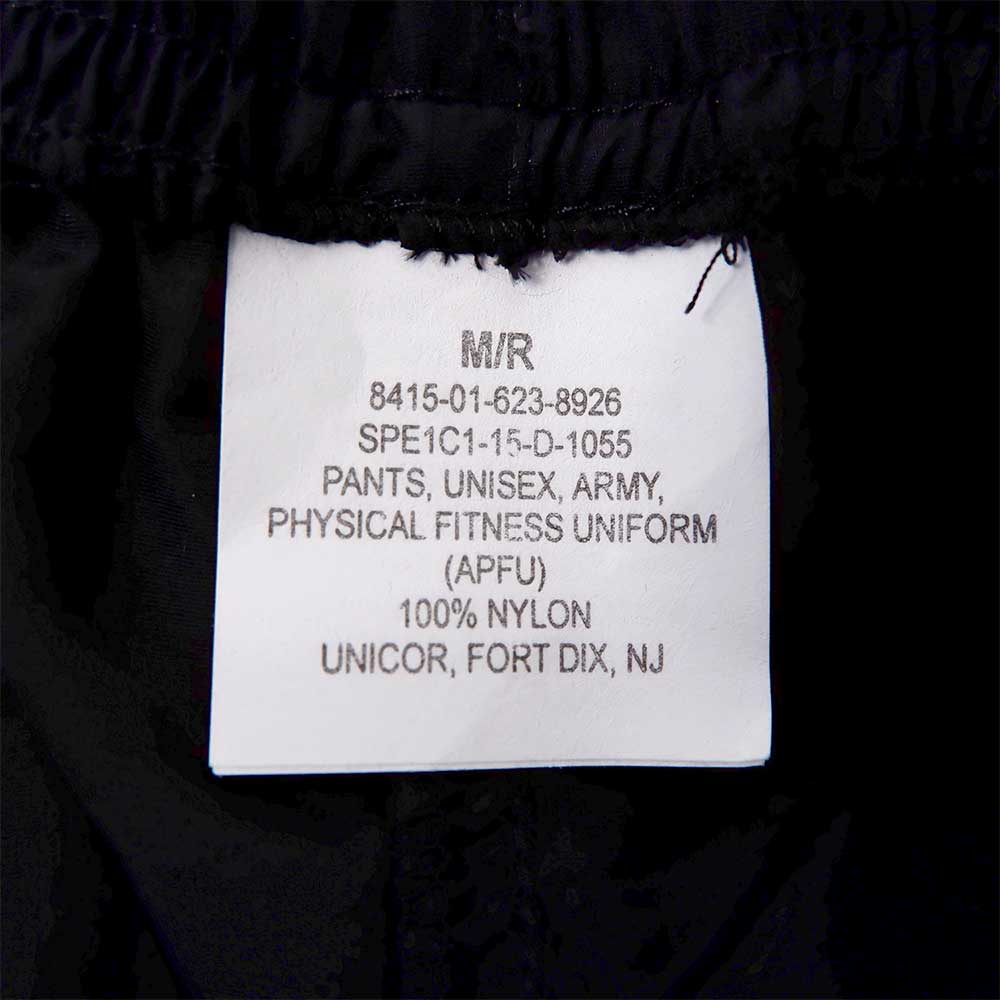 M/R
8415-01-623-8926
SPE1C1-15-D-1055
PANTS, UNISEX, ARMY,
PHYSICAL FITNESS UNIFORM
(APFU)
100% NYLON
UNICOR, FORT DIX, NJ